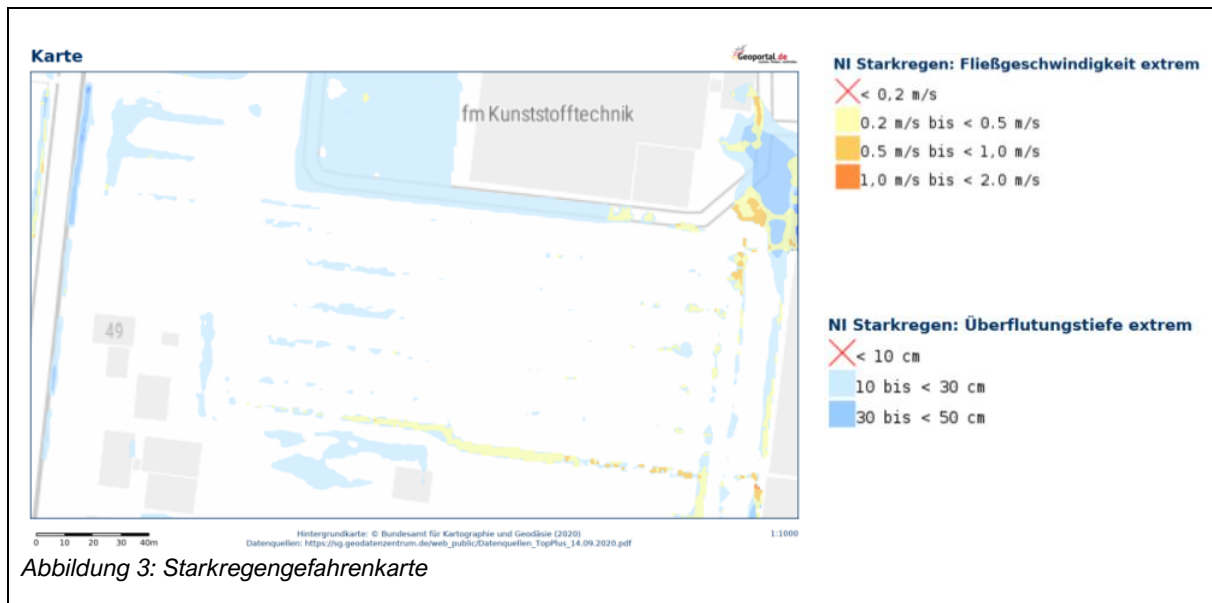 Karte
Geoportal.de
fm Kunststofftechnik
49
0 10 20 30 40m
Hintergrundkarte: © Bundesamt für Kartographie und Geodäsie (2020)
Datenquellen: https://sg.geodatenzentrum.de/web_public/Datenquellen_TopPlus_14.09.2020.pdf
1:1000
NI Starkregen: Fließgeschwindigkeit extrem
< 0,2 m/s
0.2 m/s bis < 0.5 m/s
0.5 m/s bis < 1,0 m/s
1,0 m/s bis < 2.0 m/s
NI Starkregen: Überflutungstiefe extrem
< 10 cm
10 bis < 30 cm
30 bis < 50 cm
Abbildung 3: Starkregengefahrenkarte